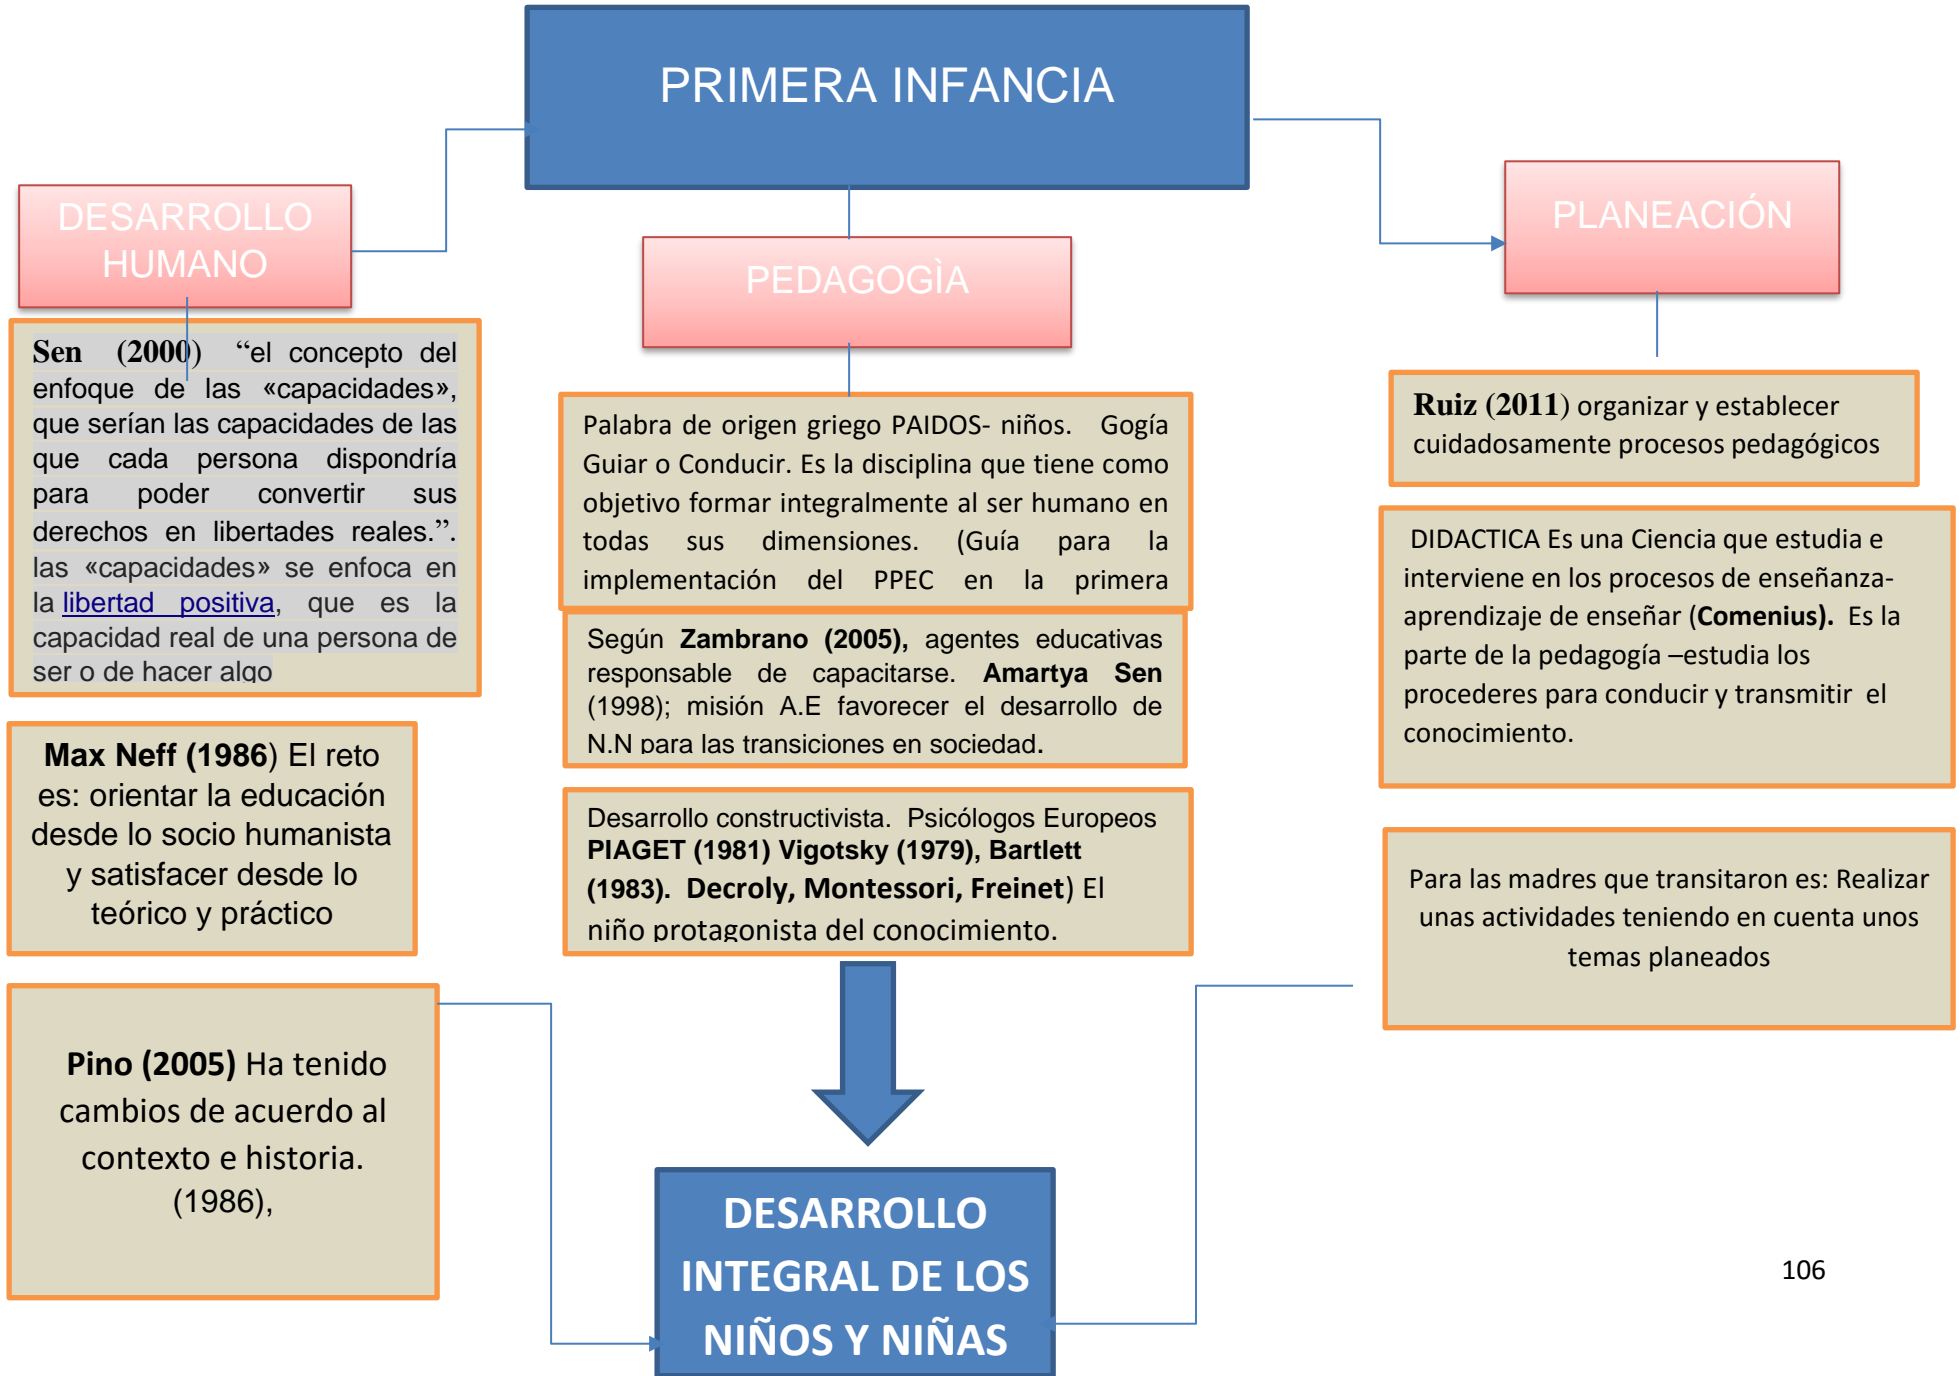 PRIMERA INFANCIA
DESARROLLO
HUMANO
Sen (2000) “el concepto del
enfoque de las «capacidades»,
que serían las capacidades de las
que cada persona dispondría
para poder convertir sus
derechos en libertades reales.”.
las «capacidades» se enfoca en
la libertad positiva, que es la
capacidad real de una persona de
ser o de hacer algo
Max Neff (1986) El reto
es: orientar la educación
desde lo socio humanista
y satisfacer desde lo
teórico y práctico
Pino (2005) Ha tenido
cambios de acuerdo al
contexto e historia.
(1986),
PEDAGOGÌA
Palabra de origen griego PAIDOS- niños. Gogía
Guiar o Conducir. Es la disciplina que tiene como
objetivo formar integralmente al ser humano en
todas sus dimensiones. (Guía para la
implementación del PPEC en la primera
Según Zambrano (2005), agentes educativas
responsable de capacitarse. Amartya Sen
(1998); misión A.E favorecer el desarrollo de
N.N para las transiciones en sociedad.
Desarrollo constructivista. Psicólogos Europeos
PIAGET (1981) Vigotsky (1979), Bartlett
(1983). Decroly, Montessori, Freinet) El
niño protagonista del conocimiento.
PLANEACIÓN
Ruiz (2011) organizar y establecer
cuidadosamente procesos pedagógicos
DIDACTICA Es una Ciencia que estudia e
interviene en los procesos de enseñanza-
aprendizaje de enseñar (Comenius). Es la
parte de la pedagogía –estudia los
procederes para conducir y transmitir el
conocimiento.
Para las madres que transitaron es: Realizar
unas actividades teniendo en cuenta unos
temas planeados
DESARROLLO
INTEGRAL DE LOS
NIÑOS Y NIÑAS
106